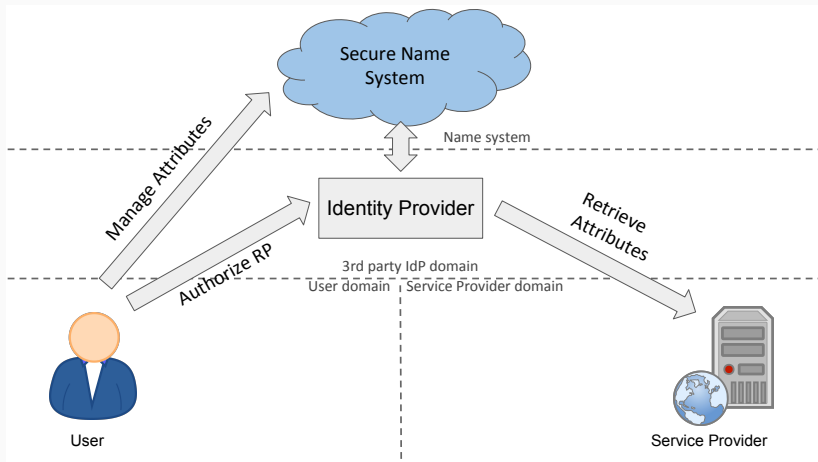 Secure Name
System
Name system
Manage Attributes
Identity Provider
Retrieve
Attributes
Authorize RP
3rd party IdP domain
User domain
Service Provider domain
User
Service Provider